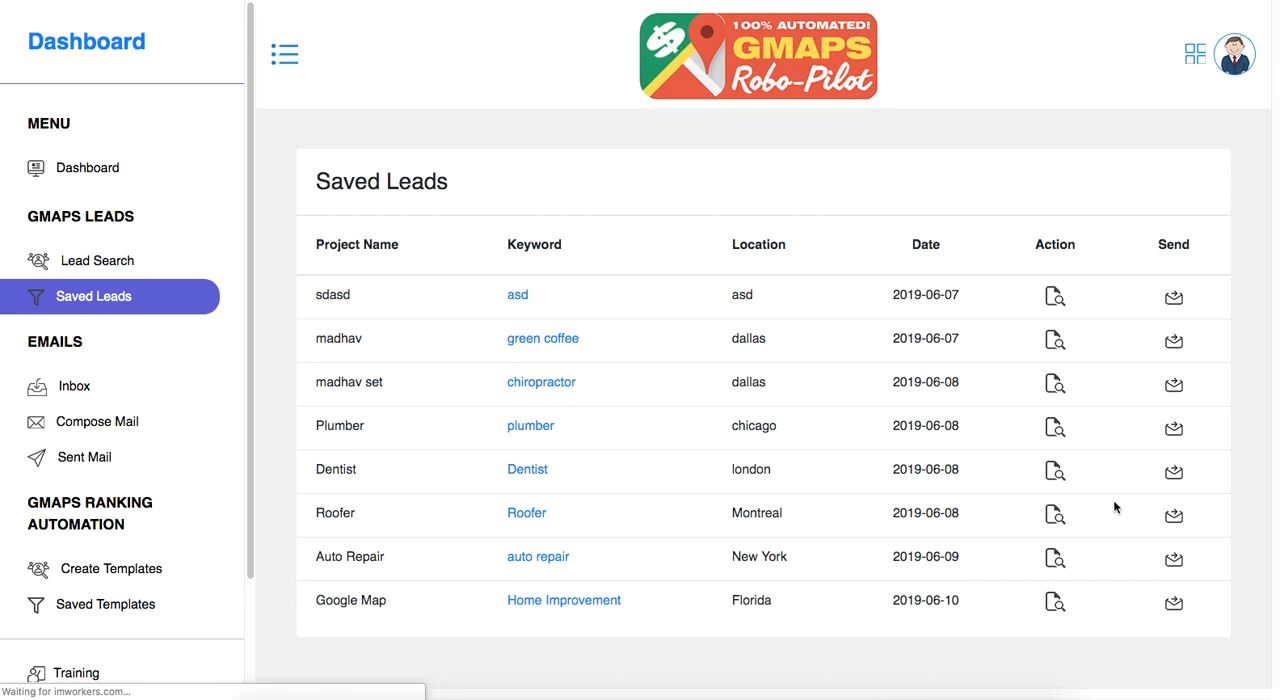 Dashboard
MENU
Dashboard
GMAPS LEADS
Lead Search
Saved Leads
EMAILS
Inbox
Compose Mail
Sent Mail
GMAPS RANKING
AUTOMATION
Create Templates
Saved Templates
Training
Waiting for imworkers.com...
100% AUTOMATED!
GMAPS
Robo-Pilot
Saved Leads
Project Name Keyword Location Date Action Send
sdasd asd asd 2019-06-07
madhav green coffee dallas 2019-06-07
madhav set chiropractor dallas 2019-06-08
Plumber plumber chicago 2019-06-08
Dentist Dentist london 2019-06-08
Roofer Roofer Montreal 2019-06-08
Auto Repair auto repair New York 2019-06-09
Google Map Home Improvement Florida 2019-06-10